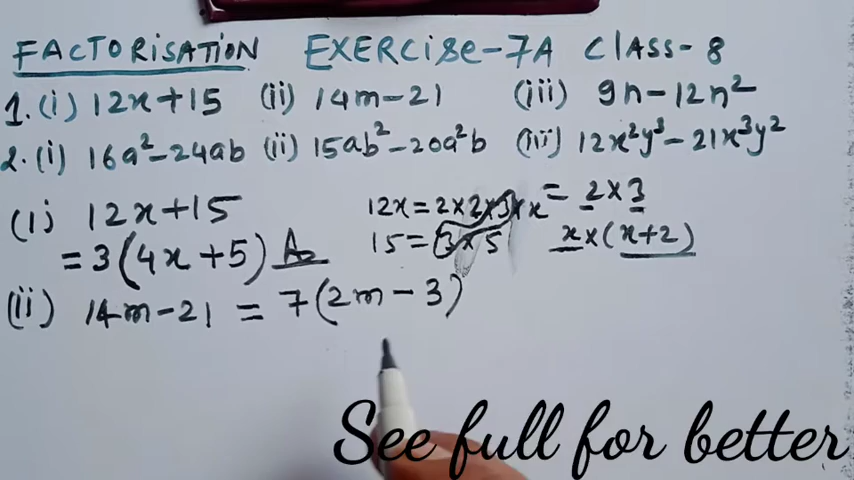 FACTORISATION EXERCISE-7A CLASS-8
1.(i) 12x+15 (ii) 14m-21 (iii) 9n-12n²
2.(i) 16a²-24ab (ii) 15ab²-20a²b (iii) 12x²y³-21x³y²
(i) 12x+15 12x=2×2×3×x = 2×3
=3(4x+5) 15=3×5 x×(x+2)
(ii) 14m-21 = 7(2m-3)
See full for better